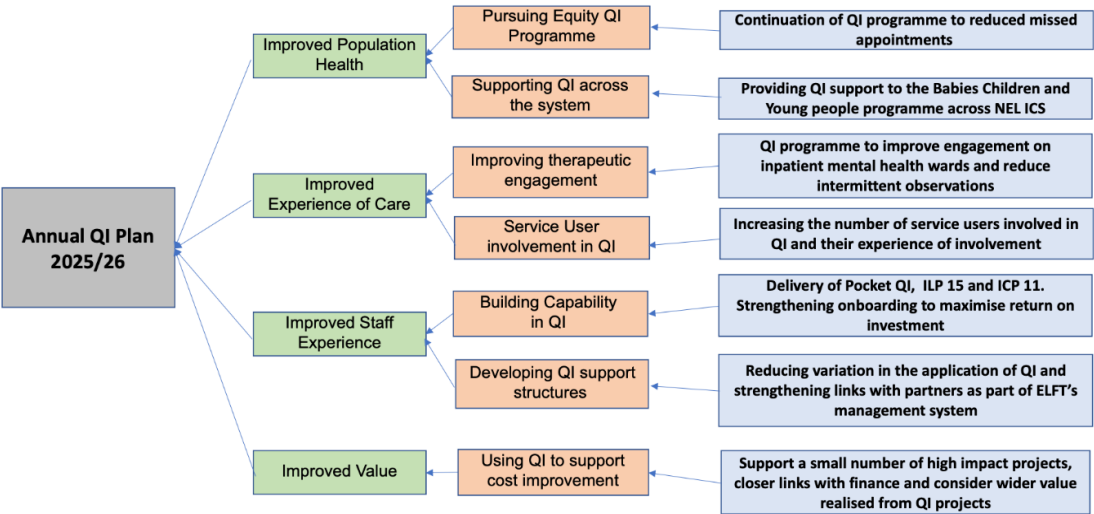 Annual QI Plan
2025/26
Improved Population
Health
Pursuing Equity QI
Programme
Continuation of QI programme to reduced missed
appointments
Supporting QI across
the system
Providing QI support to the Babies Children and
Young people programme across NEL ICS
Improved
Experience of Care
Improving therapeutic
engagement
QI programme to improve engagement on
inpatient mental health wards and reduce
intermittent observations
Service User
involvement in QI
Increasing the number of service users involved in
QI and their experience of involvement
Improved Staff
Experience
Building Capability
in QI
Delivery of Pocket QI, ILP 15 and ICP 11.
Strengthening onboarding to maximise return on
investment
Developing QI support
structures
Reducing variation in the application of QI and
strengthening links with partners as part of ELFT's
management system
Improved Value
Using QI to support
cost improvement
Support a small number of high impact projects,
closer links with finance and consider wider value
realised from QI projects